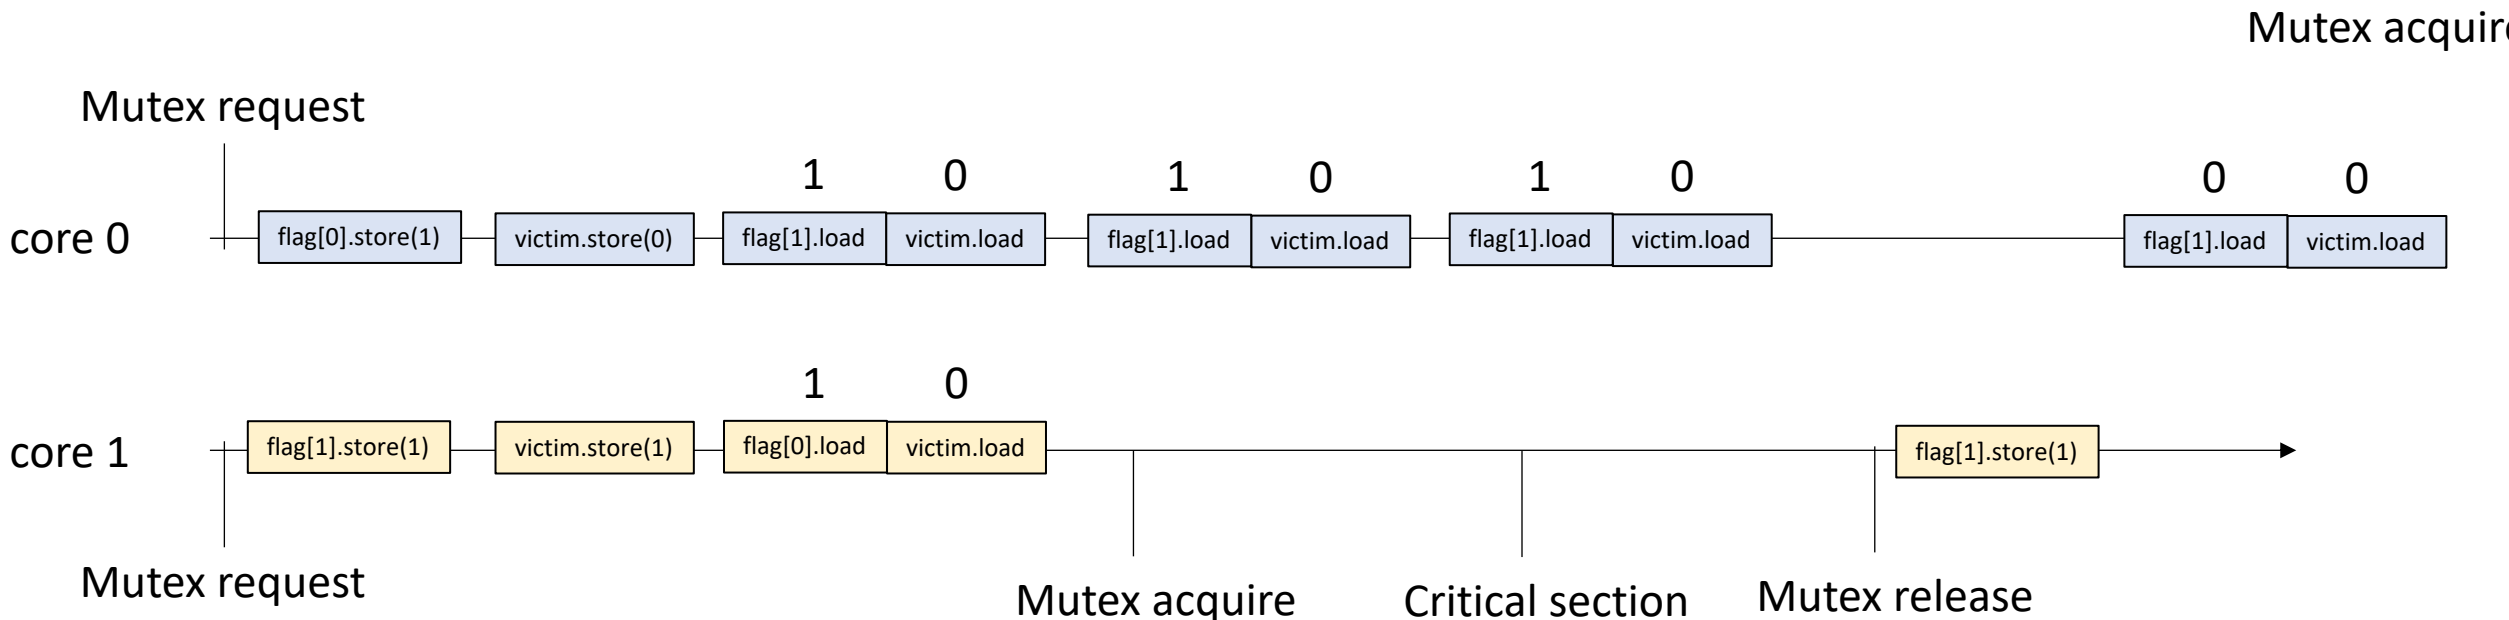 Mutex acquire
Mutex request
1 0 1 0 1 0 0 0
core 0 flag[0].store(1) victim.store(0) flag[1].load victim.load flag[1].load victim.load flag[1].load victim.load flag[1].load victim.load
1 0
core 1 flag[1].store(1) victim.store(1) flag[0].load victim.load flag[1].store(1)
Mutex request
Mutex acquire Critical section Mutex release